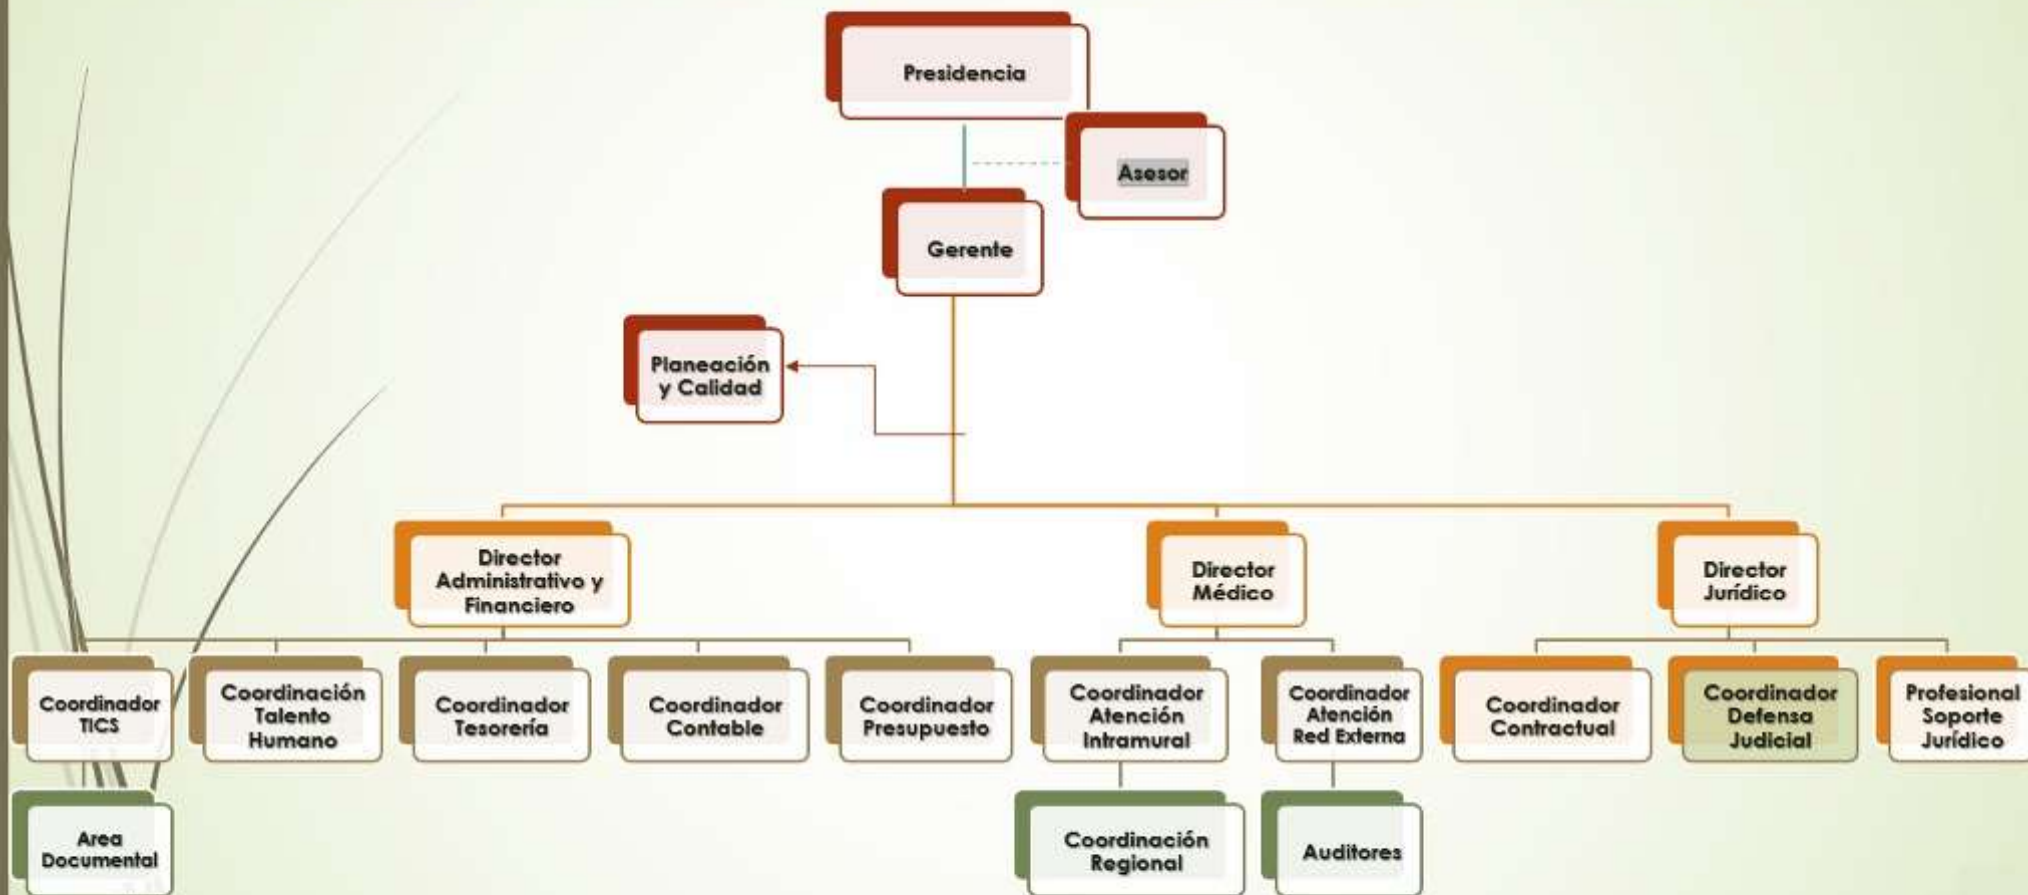 Presidencia
Asesor
Gerente
Planeación
y Calidad
Director
Administrativo y
Financiero
Director
Médico
Director
Jurídico
Coordinador
TICS
Coordinación
Talento
Humano
Coordinador
Tesorería
Coordinador
Contable
Coordinador
Presupuesto
Coordinador
Atención
Intramural
Coordinador
Atención
Red Externa
Coordinador
Contractual
Coordinador
Defensa
Judicial
Profesional
Soporte
Jurídico
Area
Documental
Coordinación
Regional
Auditores